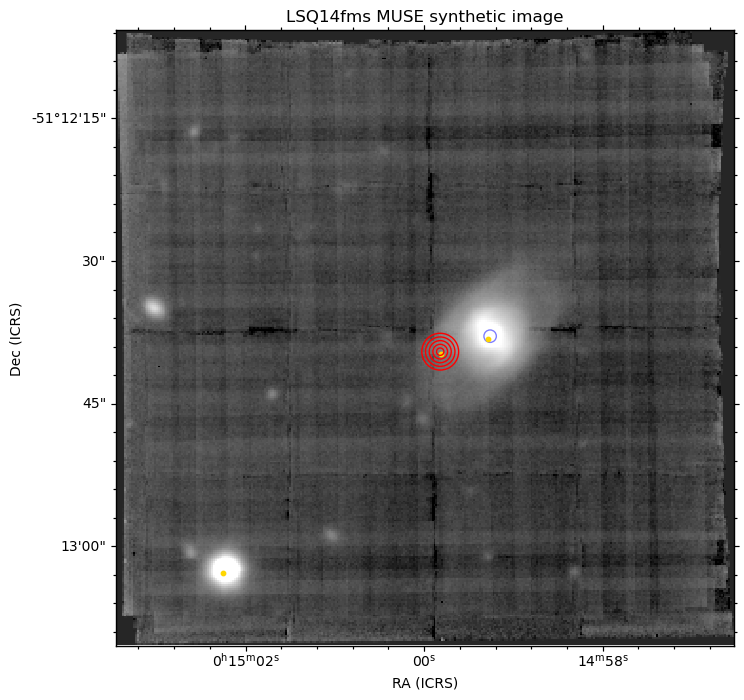 LSQ14fms MUSE synthetic image
-51°12'15"
30"
45"
13'00"
Dec (ICRS)
0ʰ15ᵐ02ˢ 00ˢ 14ᵐ58ˢ
RA (ICRS)